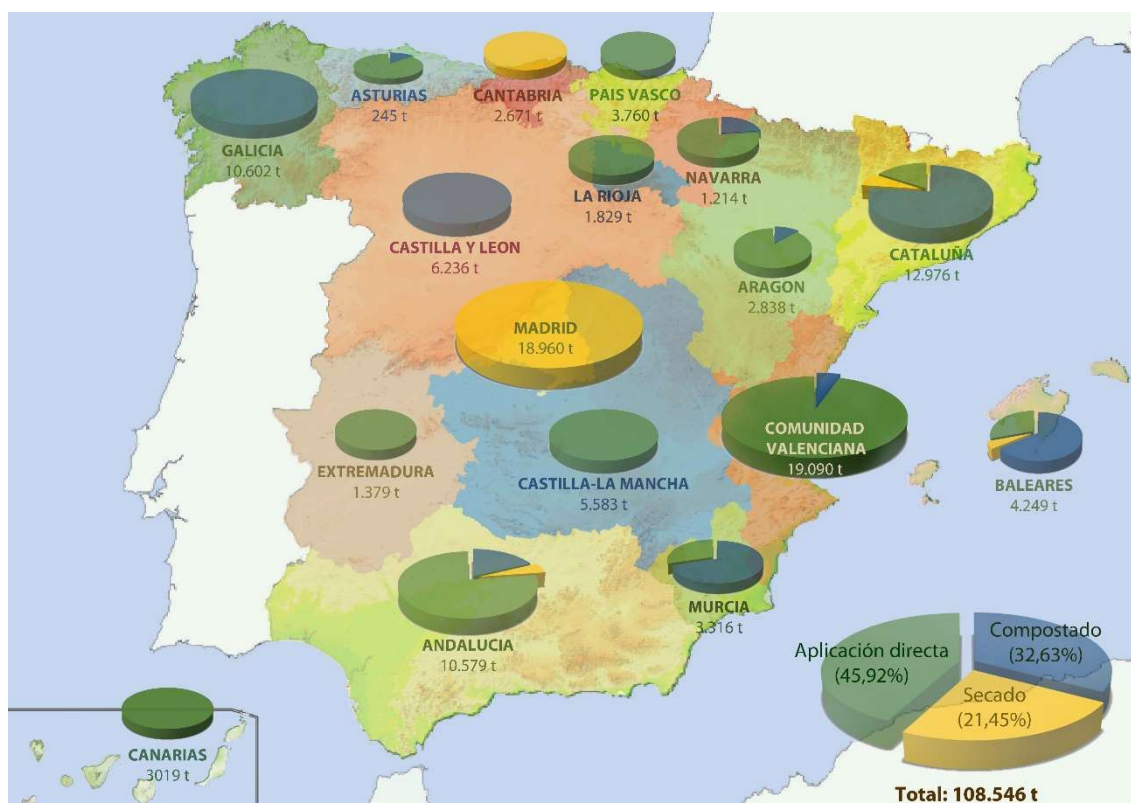 ASTURIAS
245 t
CANTABRIA
2.671 t
PAIS VASCO
3.760 t
GALICIA
10.602 t
LA RIOJA
1.829 t
NAVARRA
1.214 t
CASTILLA Y LEON
6.236 t
CATALUÑA
12.976 t
ARAGON
2.838 t
MADRID
18.960 t
COMUNIDAD
VALENCIANA
19.090 t
EXTREMADURA
1.379 t
CASTILLA-LA MANCHA
5.583 t
BALEARES
4.249 t
MURCIA
3.316 t
ANDALUCIA
10.579 t
CANARIAS
3019 t
Aplicación directa
(45,92%)
Compostado
(32,63%)
Secado
(21,45%)
Total: 108.546 t